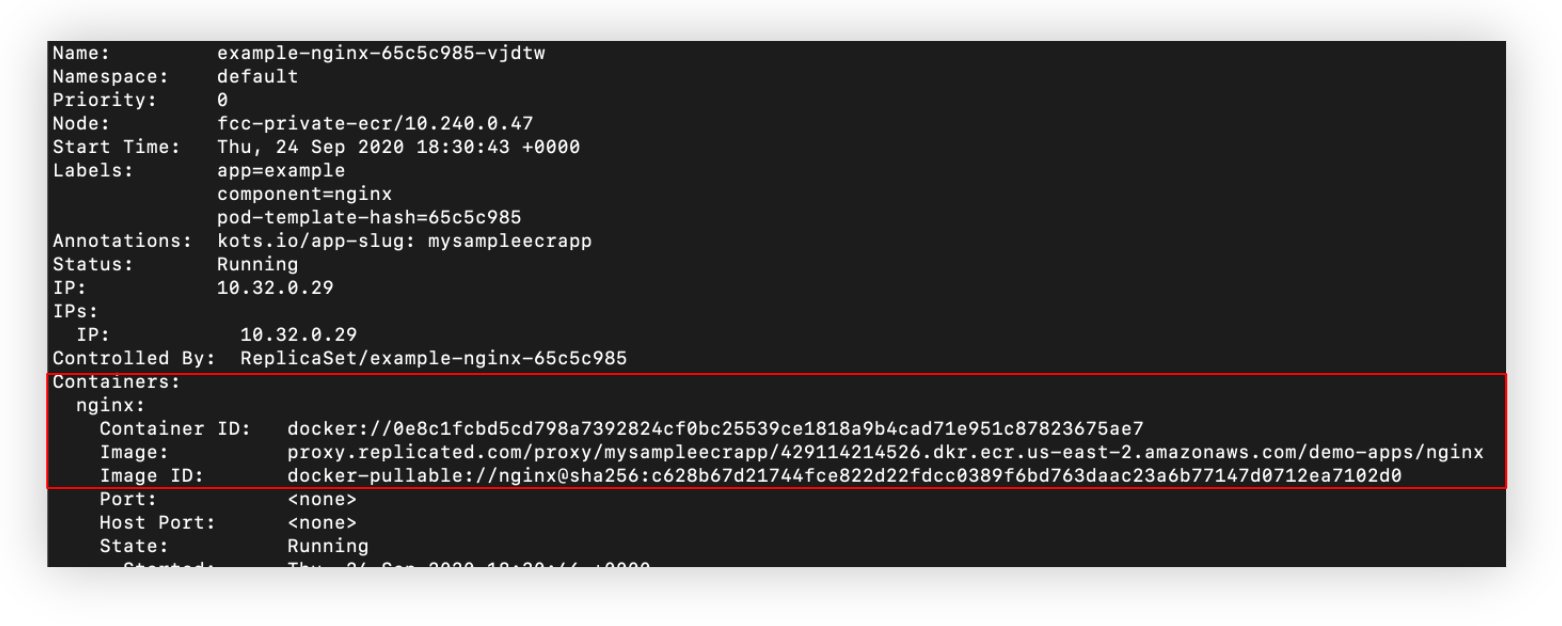 Name:         example-nginx-65c5c985-vjdtw
Namespace:    default
Priority:     0
Node:         fcc-private-ecr/10.240.0.47
Start Time:   Thu, 24 Sep 2020 18:30:43 +0000
Labels:       app=example
              component=nginx
              pod-template-hash=65c5c985
Annotations:  kots.io/app-slug: mysampleecrapp
Status:       Running
IP:           10.32.0.29
IPs:
  IP:           10.32.0.29
Controlled By:  ReplicaSet/example-nginx-65c5c985
Containers:
  nginx:
    Container ID:   docker://0e8c1fcbd5cd798a7392824cf0bc25539ce1818a9b4cad71e951c87823675ae7
    Image:          proxy.replicated.com/proxy/mysampleecrapp/429114214526.dkr.ecr.us-east-2.amazonaws.com/demo-apps/nginx
    Image ID:       docker-pullable://nginx@sha256:c628b67d21744fce822d22fdcc0389f6bd763daac23a6b77147d0712ea7102d0
    Port:           <none>
    Host Port:      <none>
    State:          Running
      Started:      Thu, 24 Sep 2020